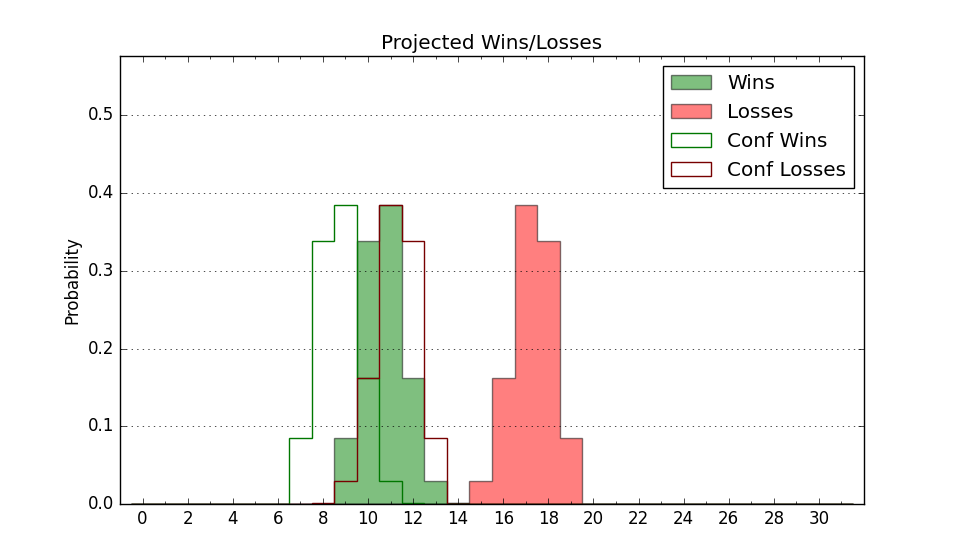 Projected Wins/Losses
Wins
Losses
Conf Wins
Conf Losses
Probability
0.5
0.4
0.3
0.2
0.1
0.0
0 2 4 6 8 10 12 14 16 18 20 22 24 26 28 30